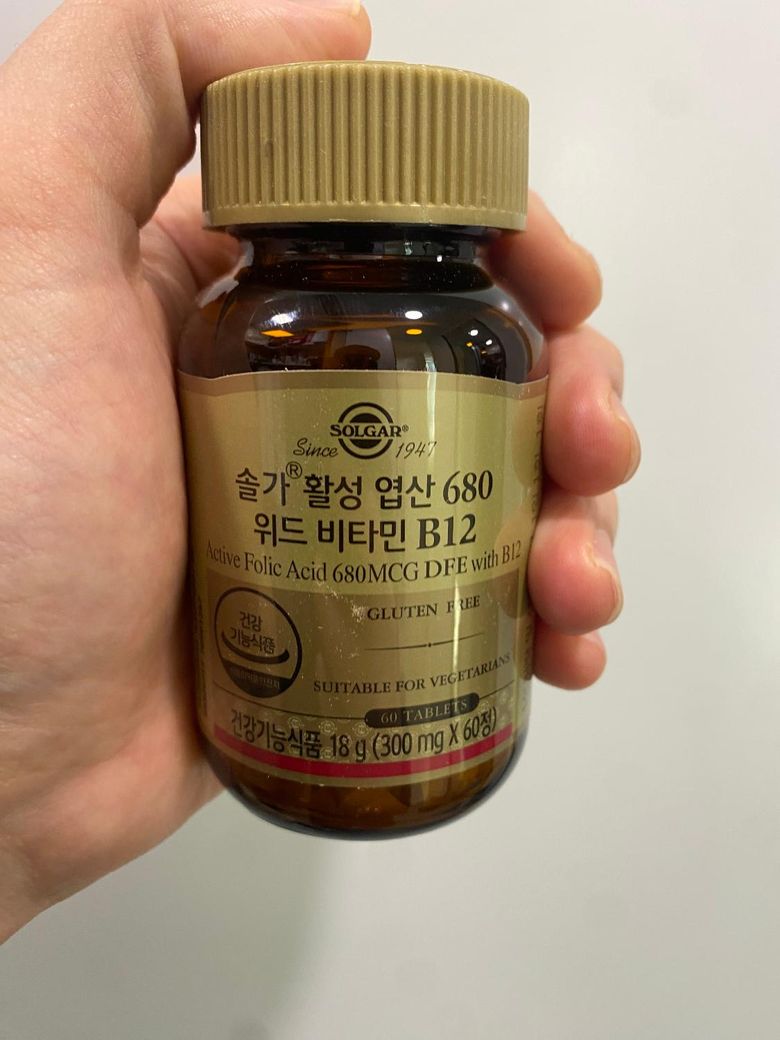 SOLGAR®
Since 1947
솔가® 활성 엽산 680
위드 비타민 B12
Active Folic Acid 680MCG DFE with B12
건강
기능식품
GLUTEN FREE
SUITABLE FOR VEGETARIANS
60 TABLETS
건강기능식품 18 g (300 mg X 60정)